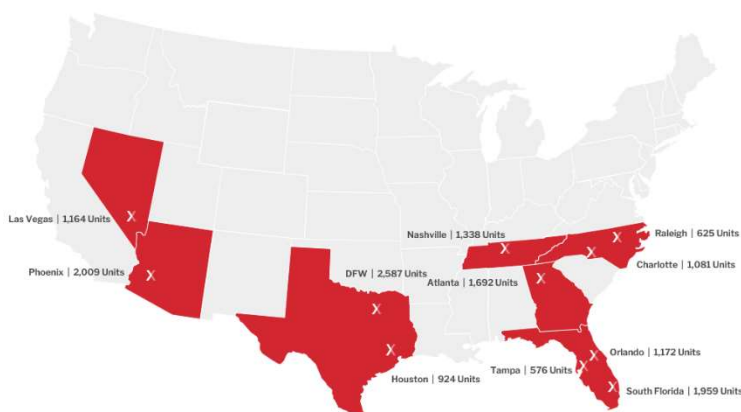 Las Vegas | 1,164 Units
Nashville | 1,338 Units
Raleigh | 625 Units
Phoenix | 2,009 Units
DFW | 2,587 Units
Charlotte | 1,081 Units
Atlanta | 1,692 Units
Orlando | 1,172 Units
Tampa | 576 Units
Houston | 924 Units
South Florida | 1,959 Units